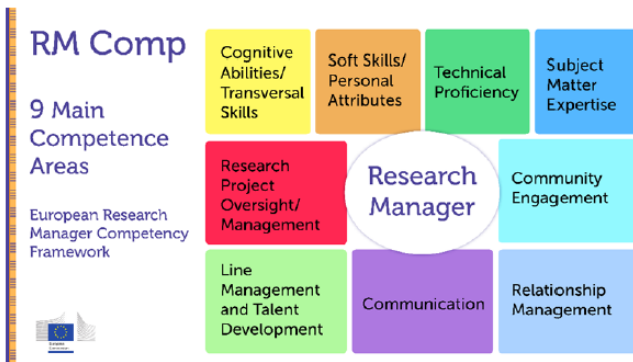 RM Comp
9 Main
Competence
Areas
European Research
Manager Competency
Framework
Cognitive
Abilities/
Transversal
Skills
Soft Skills/
Personal
Attributes
Technical
Proficiency
Subject
Matter
Expertise
Research
Project
Oversight/
Management
Research
Manager
Community
Engagement
Line
Management
and Talent
Development
Communication
Relationship
Management
European
Commission